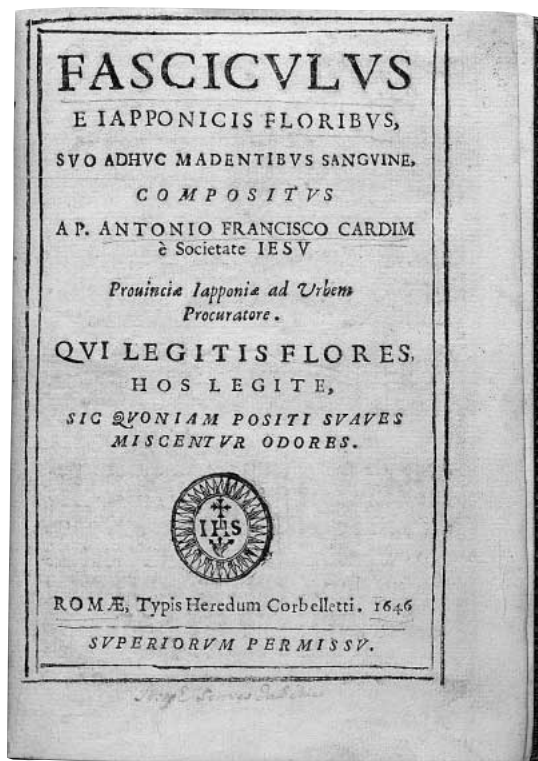 FASCICVLVS
E IAPPONICIS FLORIBVS,
SVO ADHVC MADENTIBVS SANGVINE,
COMPOSITVS
A P. ANTONIO FRANCISCO CARDIM
è Societate IESV
Prouinciæ Iapponiæ ad Urbem
Procuratore.
QVI LEGITIS FLORES,
HOS LEGITE,
SIC QVONIAM POSITI SVAVES
MISCENTVR ODORES.
IHS
ROMÆ, Typis Heredum Corbelletti. 1646
SVPERIORVM PERMISSV.